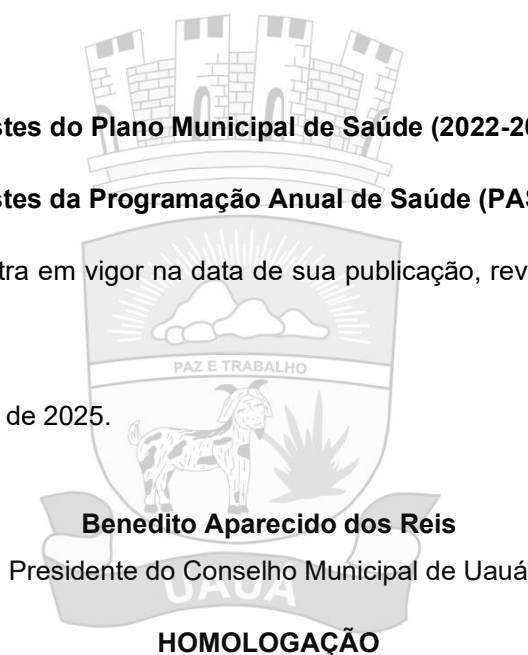 stes do Plano Municipal de Saúde (2022-20
stes da Programação Anual de Saúde (PAS
tra em vigor na data de sua publicação, rev
PAZ E TRABALHO
de 2025.
Benedito Aparecido dos Reis
Presidente do Conselho Municipal de Uauá
UAUÁ
HOMOLOGAÇÃO